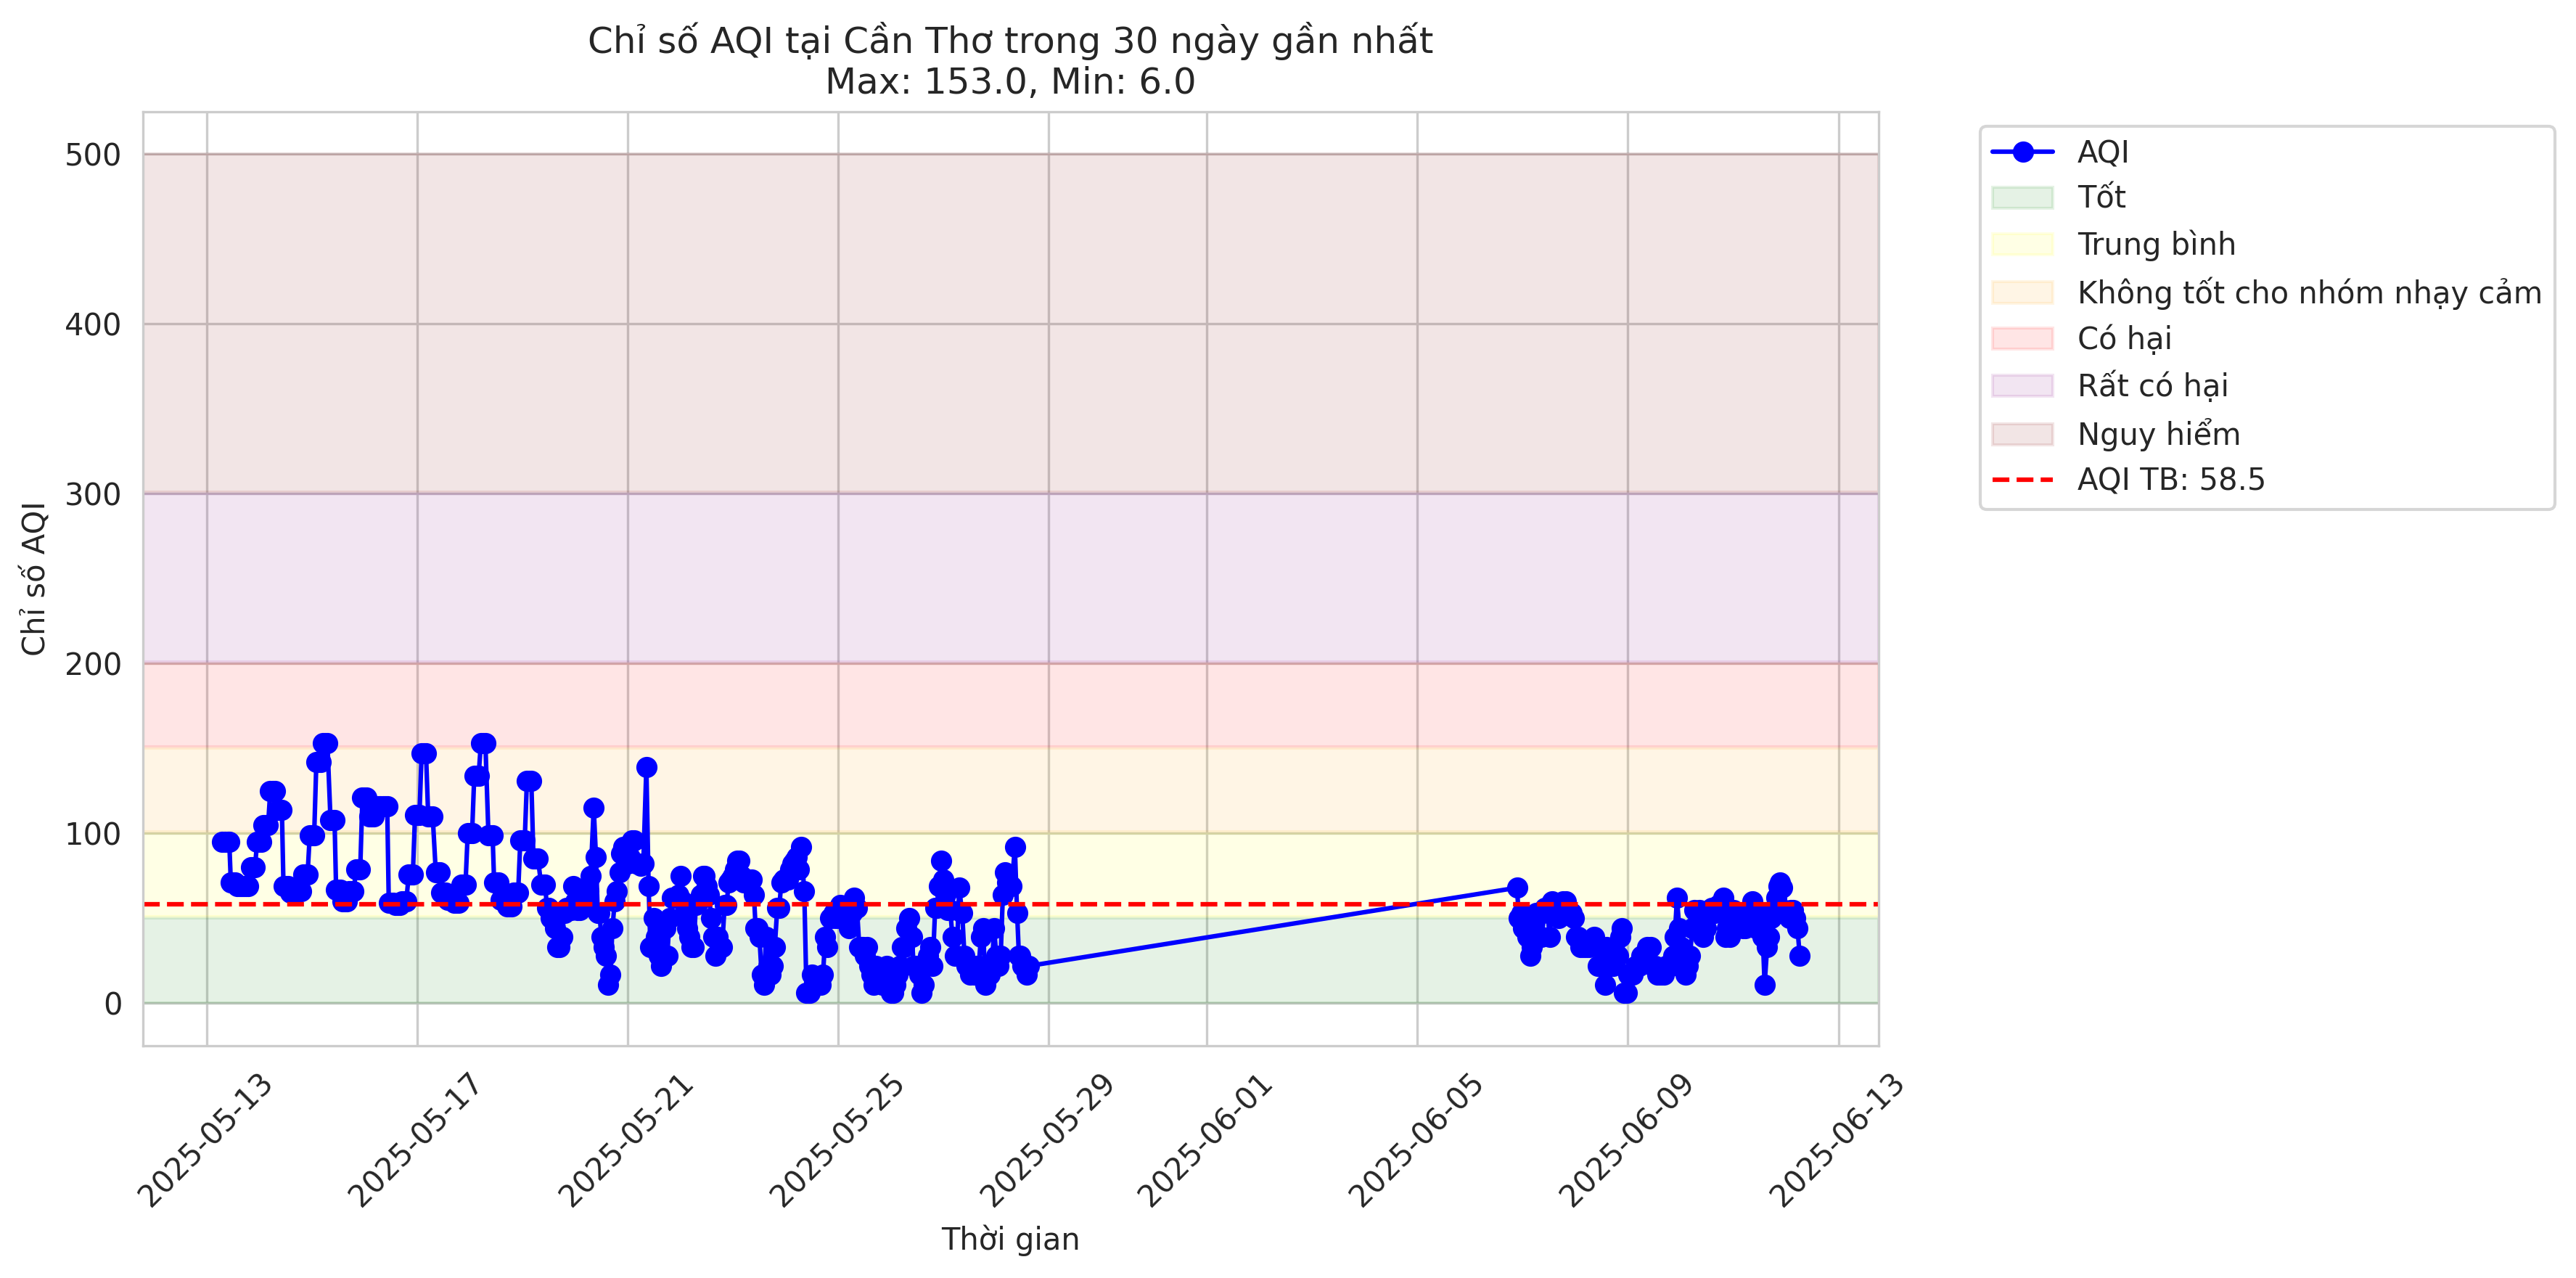 Chỉ số AQI tại Cần Thơ trong 30 ngày gần nhất
Max: 153.0, Min: 6.0
Chỉ số AQI
500
400
300
200
100
0
2025-05-13
2025-05-17
2025-05-21
2025-05-25
2025-05-29
2025-06-01
2025-06-05
2025-06-09
2025-06-13
Thời gian
AQI
Tốt
Trung bình
Không tốt cho nhóm nhạy cảm
Có hại
Rất có hại
Nguy hiểm
AQI TB: 58.5